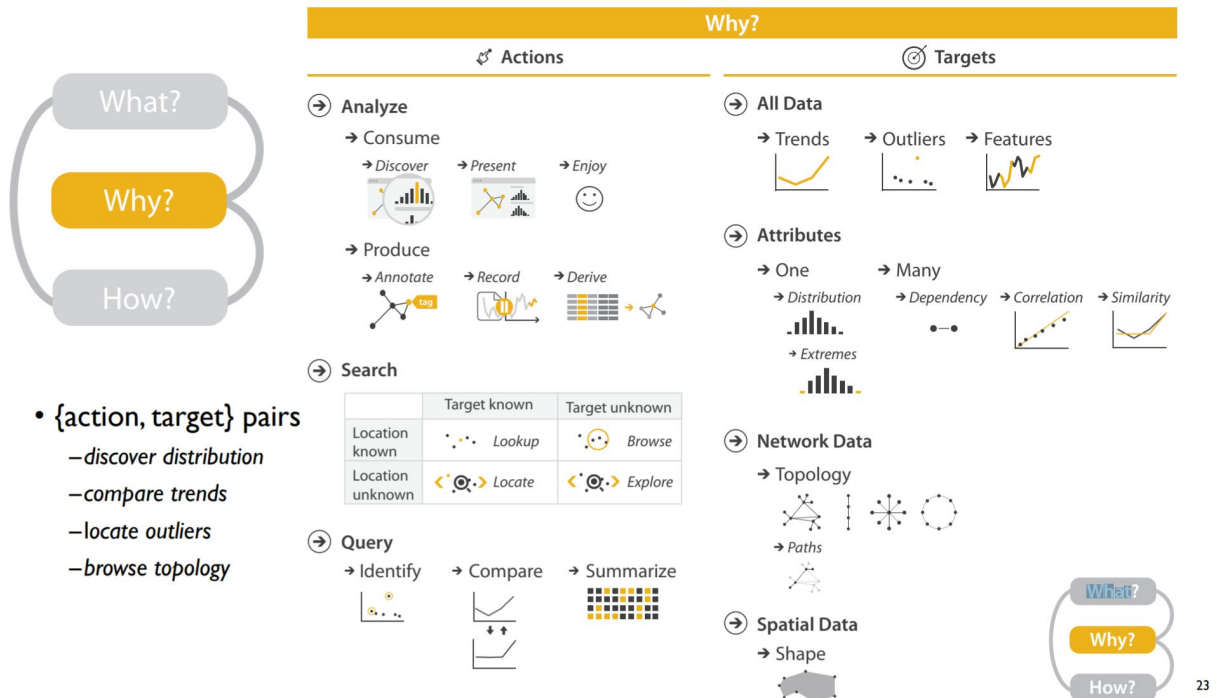 What?
Why?
How?
• {action, target} pairs
–discover distribution
–compare trends
–locate outliers
–browse topology
Why?
Actions
Analyze
Consume
Discover Present Enjoy
Produce
Annotate Record Derive
tag
Search
Target known Target unknown
Location known Lookup Browse
Location unknown Locate Explore
Query
Identify Compare Summarize
Targets
All Data
Trends Outliers Features
Attributes
One Many
Distribution Dependency Correlation Similarity
Extremes
Network Data
Topology
Paths
Spatial Data
Shape
What?
Why?
How?
23